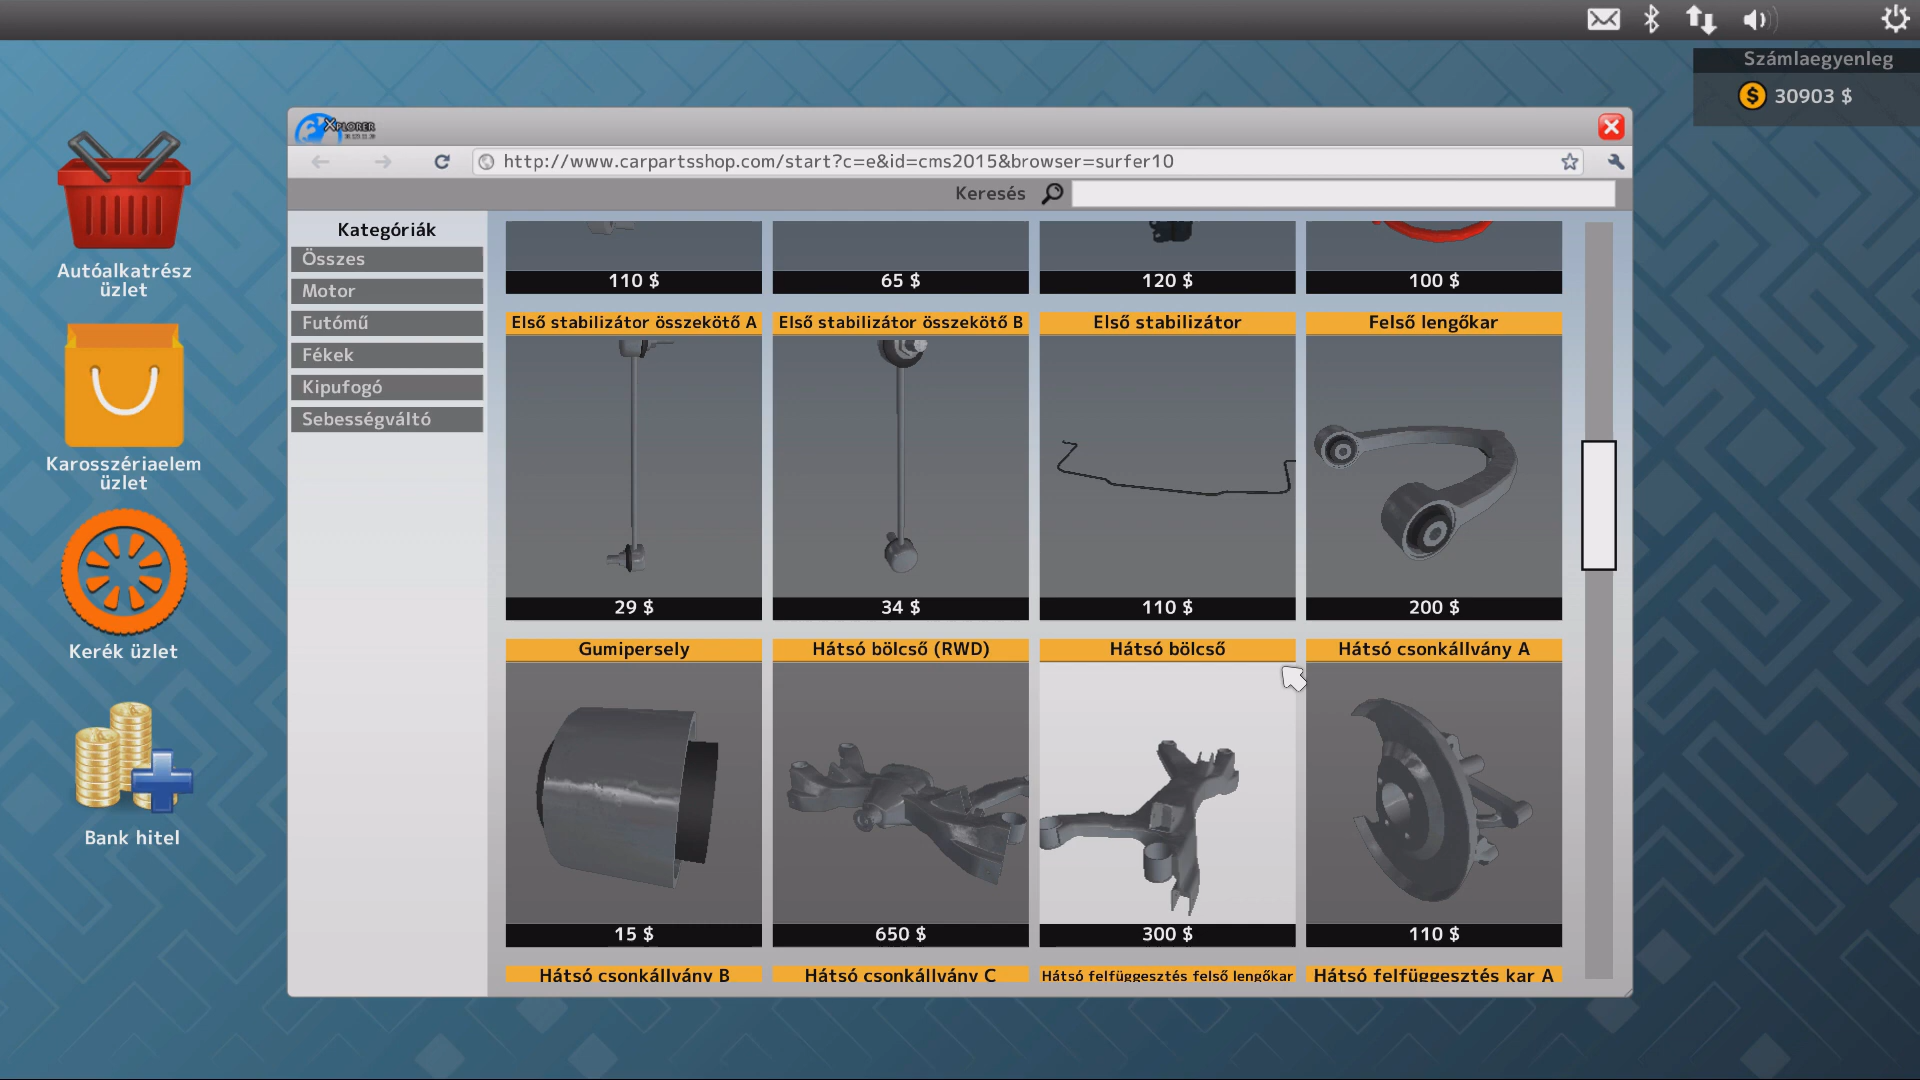 Számlaegyenleg
30903 $
XPLORER
http://www.carpartsshop.com/start?c=e&id=cms2015&browser=surfer10
Keresés
Autóalkatrész
üzlet
Karosszériaelem
üzlet
Kerék üzlet
Bank hitel
Kategóriák
Összes
Motor
Futómű
Fékek
Kipufogó
Sebességváltó
110 $
65 $
120 $
100 $
Első stabilizátor összekötő A
Első stabilizátor összekötő B
Első stabilizátor
Felső lengőkar
29 $
34 $
110 $
200 $
Gumipersely
Hátsó bölcső (RWD)
Hátsó bölcső
Hátsó csonkállvány A
15 $
650 $
300 $
110 $
Hátsó csonkállvány B
Hátsó csonkállvány C
Hátsó felfüggesztés felső lengőkar
Hátsó felfüggesztés kar A